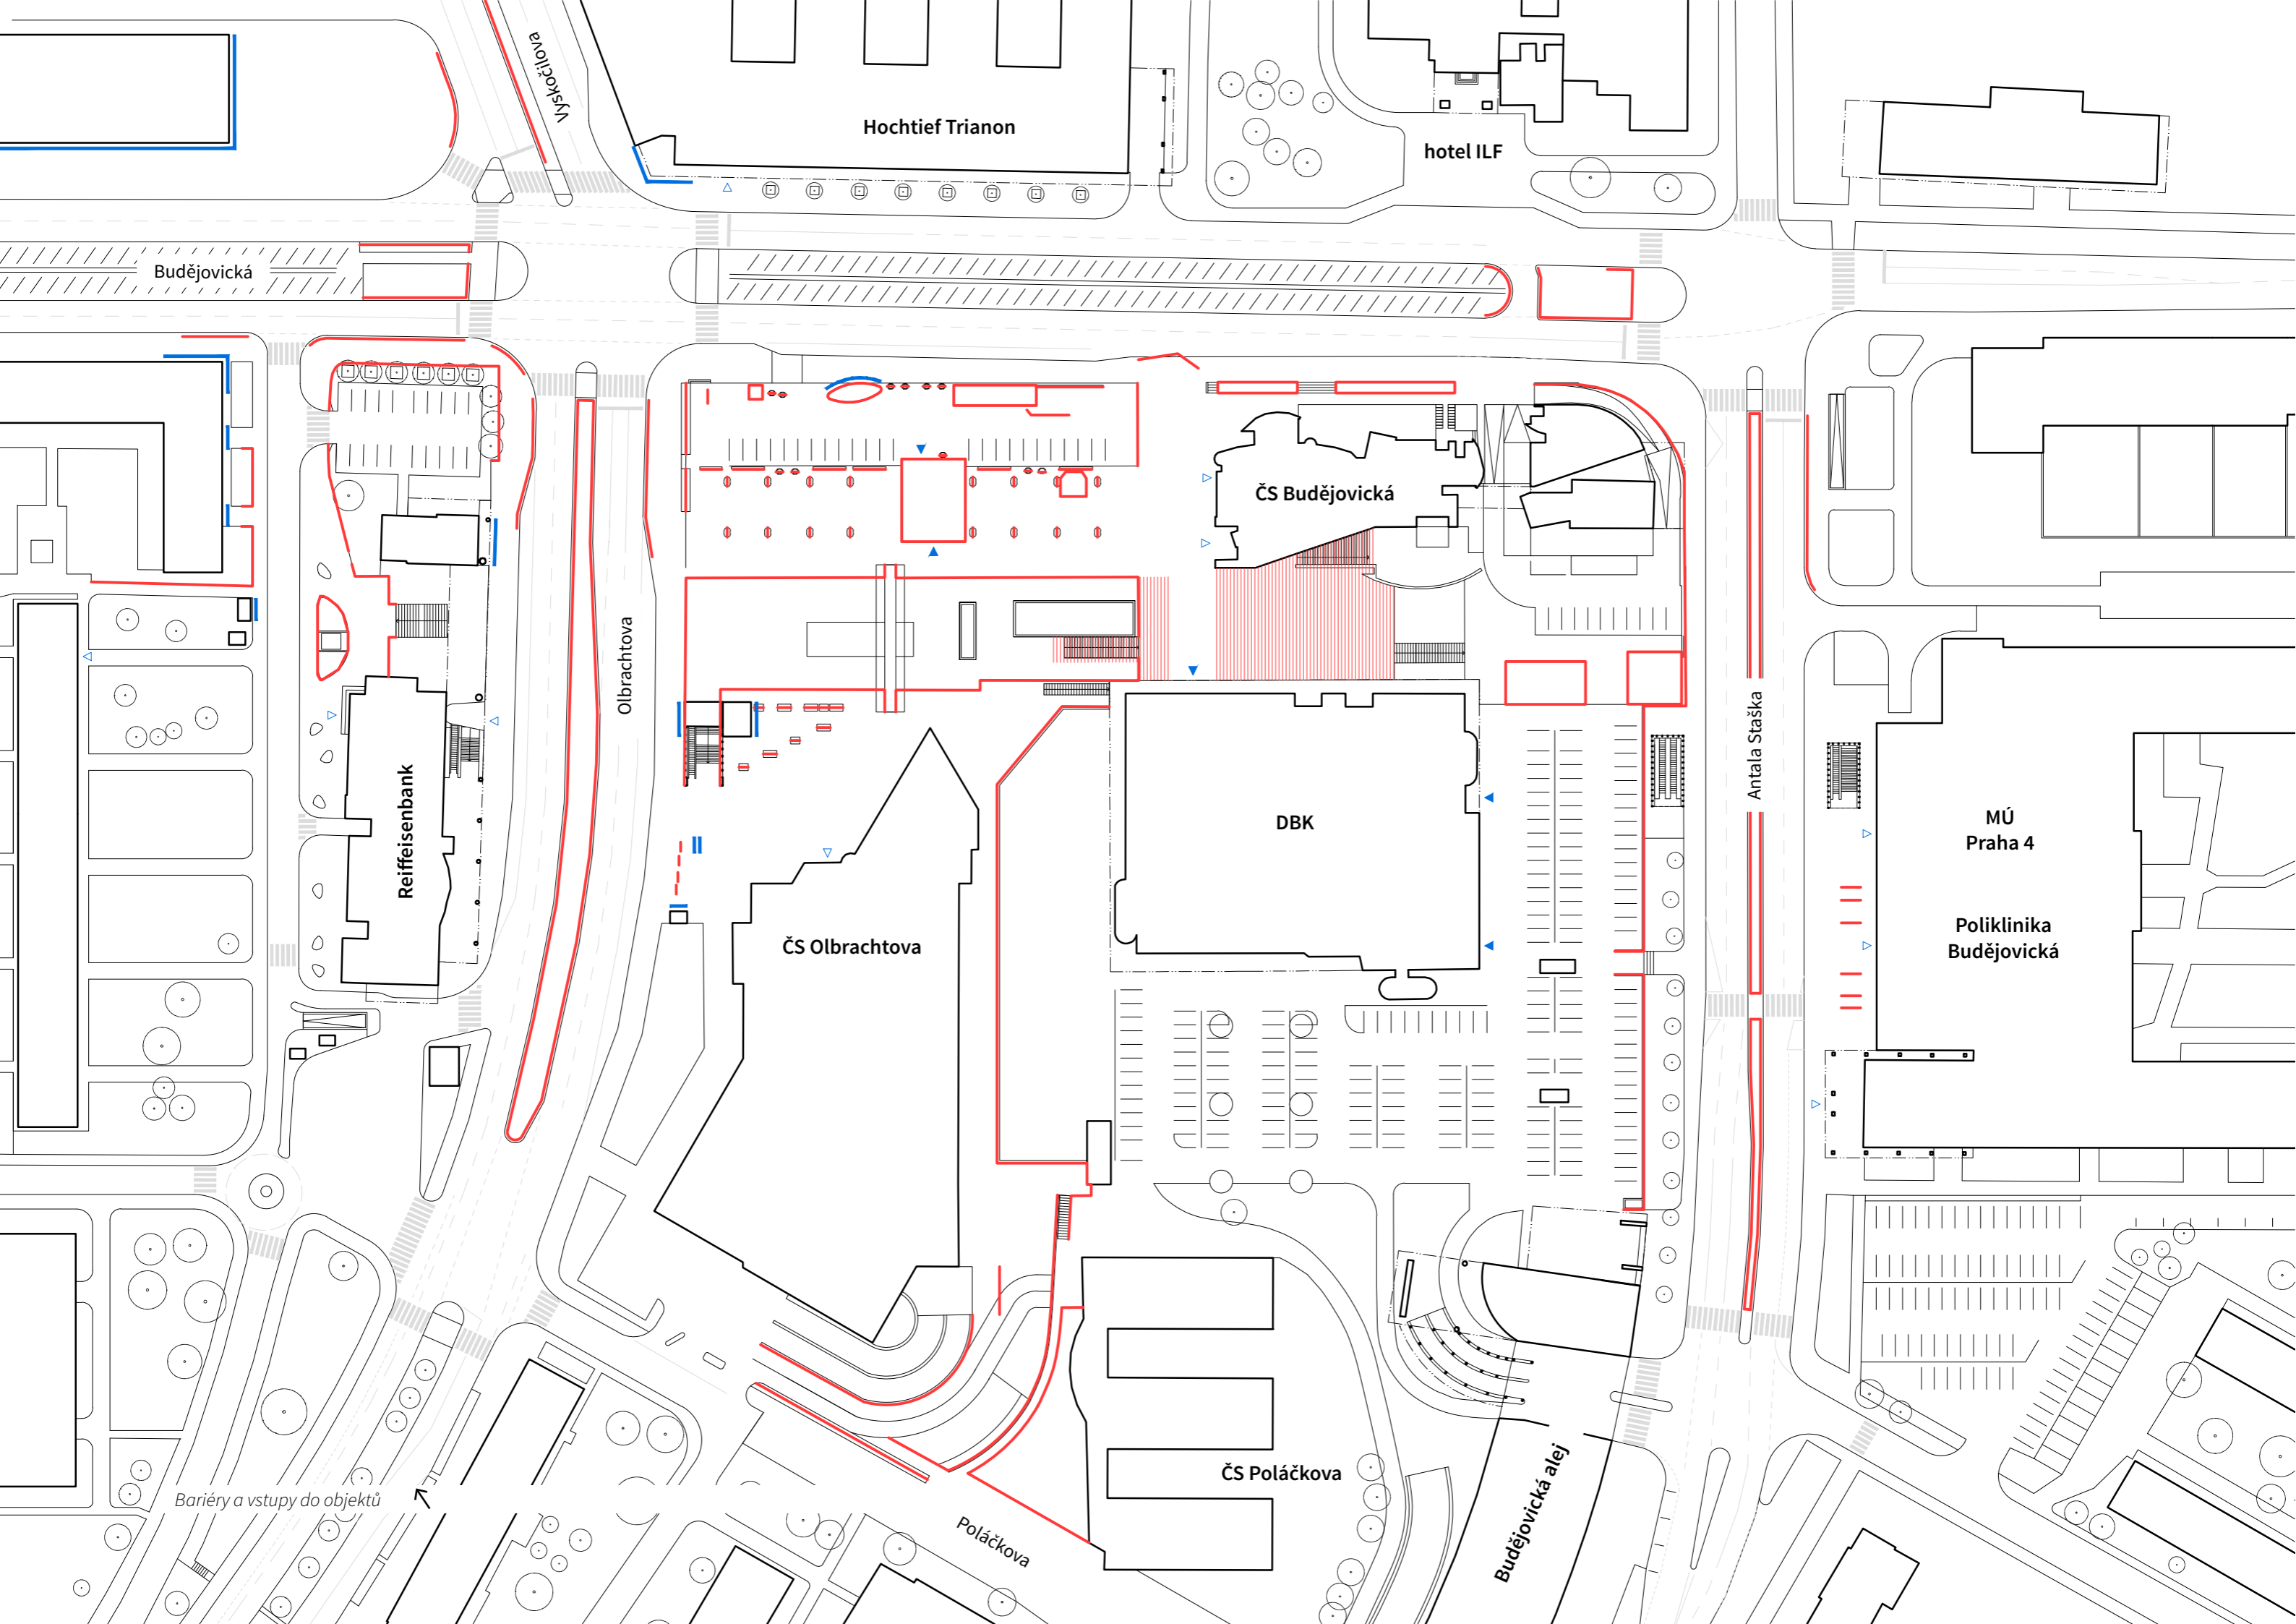 Vyskočilova
Hochtief Trianon
hotel ILF
Budějovická
ČS Budějovická
Olbrachtova
Antala Staška
Reiffeisenbank
DBK
MÚ
Praha 4
Poliklinika
Budějovická
ČS Olbrachtova
ČS Poláčkova
Budějovická alej
Bariéry a vstupy do objektů
Poláčkova